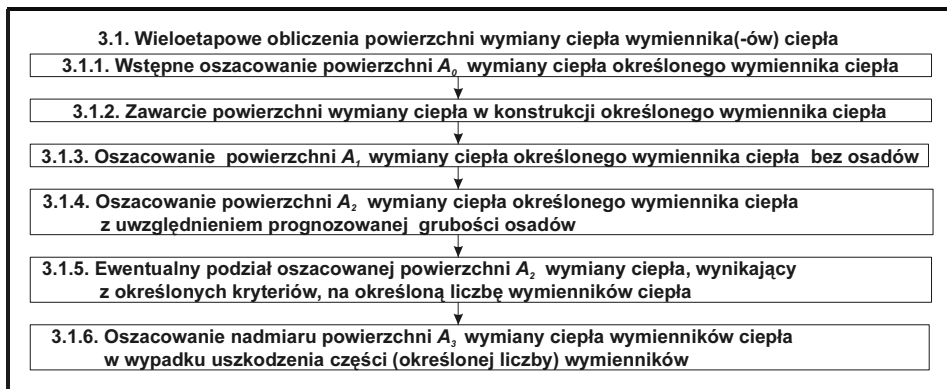 3.1. Wieloetapowe obliczenia powierzchni wymiany ciepła wymiennika(-ów) ciepła
3.1.1. Wstępne oszacowanie powierzchni A₀ wymiany ciepła określonego wymiennika ciepła
3.1.2. Zawarcie powierzchni wymiany ciepła w konstrukcji określonego wymiennika ciepła
3.1.3. Oszacowanie powierzchni A₁ wymiany ciepła określonego wymiennika ciepła bez osadów
3.1.4. Oszacowanie powierzchni A₂ wymiany ciepła określonego wymiennika ciepła
z uwzględnieniem prognozowanej grubości osadów
3.1.5. Ewentualny podział oszacowanej powierzchni A₂ wymiany ciepła, wynikający
z określonych kryteriów, na określoną liczbę wymienników ciepła
3.1.6. Oszacowanie nadmiaru powierzchni A₃ wymiany ciepła wymienników ciepła
w wypadku uszkodzenia części (określonej liczby) wymienników